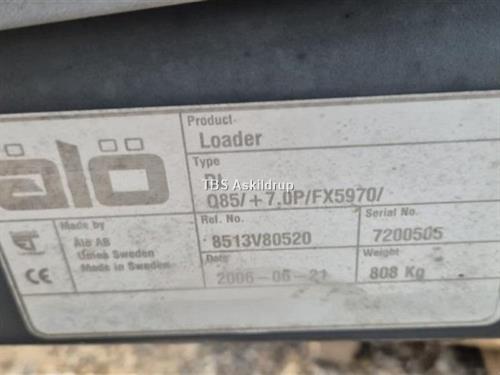 ålö
Product
Loader
Type
TBS Askildrup
Q85/+7,0P/FX5970/
Made by
Ålö AB
Umeå Sweden
Made in Sweden
Ref. No.
8513V80520
Serial No.
7200505
Date
2006-06-21
Weight
808 Kg
CE